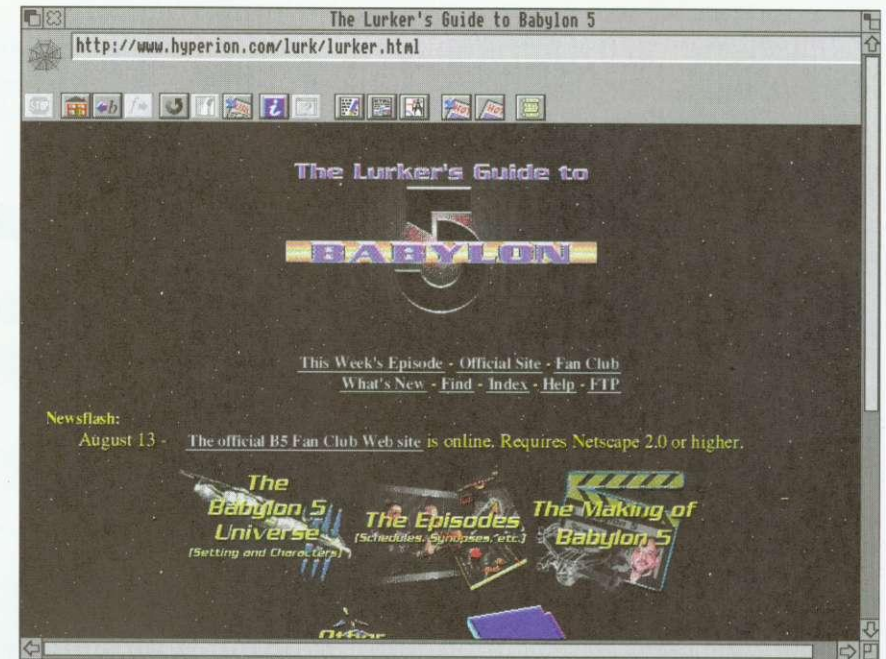 The Lurker's Guide to Babylon 5
http://www.hyperion.com/lurk/lurker.html
The Lurker's Guide to
5
BABYLON
This Week's Episode - Official Site - Fan Club
What's New - Find - Index - Help - FTP
Newsflash:
August 13 - The official B5 Fan Club Web site is online. Requires Netscape 2.0 or higher.
The
Babylon 5
Universe
(Setting and Characters)
The Episodes
(Schedules, Synopses, etc.)
The Making of
Babylon 5